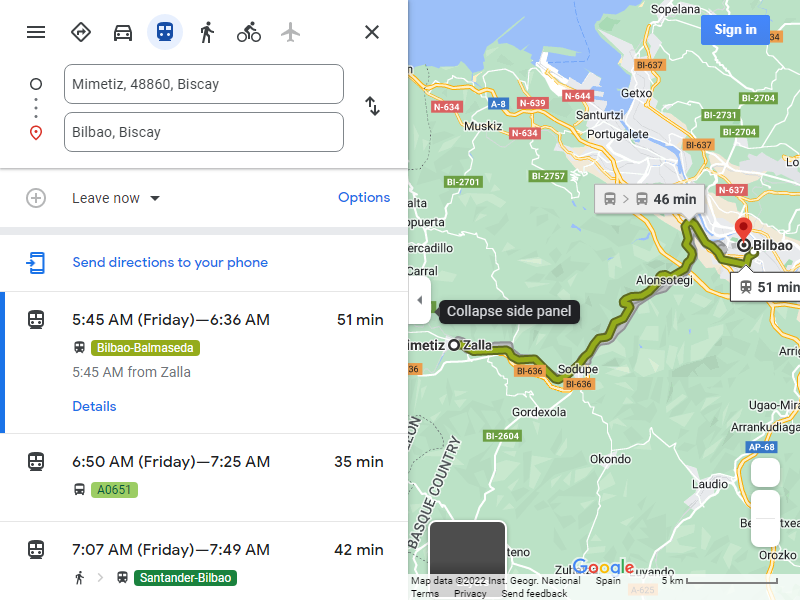 Mimetiz, 48860, Biscay
Bilbao, Biscay
Leave now
Options
Send directions to your phone
5:45 AM (Friday)—6:36 AM
51 min
Bilbao-Balmaseda
5:45 AM from Zalla
Details
6:50 AM (Friday)—7:25 AM
35 min
A0651
7:07 AM (Friday)—7:49 AM
42 min
Santander-Bilbao
Sopelana
Sign in
34
BI-637
Getxo
N-644
N-634
A-8
N-639
BI-2704
Santurtzi
BI-2731
Muskiz
N-634
Portugalete
BI-2704
BI-637
BI-2757
BI-2701
N-637
46 min
Bilbao
Alonsotegi
51 min
Collapse side panel
Zalla
BI-636
Sodupe
BI-636
Gordexola
BI-2604
Ugao-Mira
Arrankudiaga
AP-68
BASQUE COUNTRY
Okondo
Laudio
Orozko
Google
Map data ©2022 Inst. Geogr. Nacional
Spain
5 km
A-625
Terms
Privacy
Send feedback